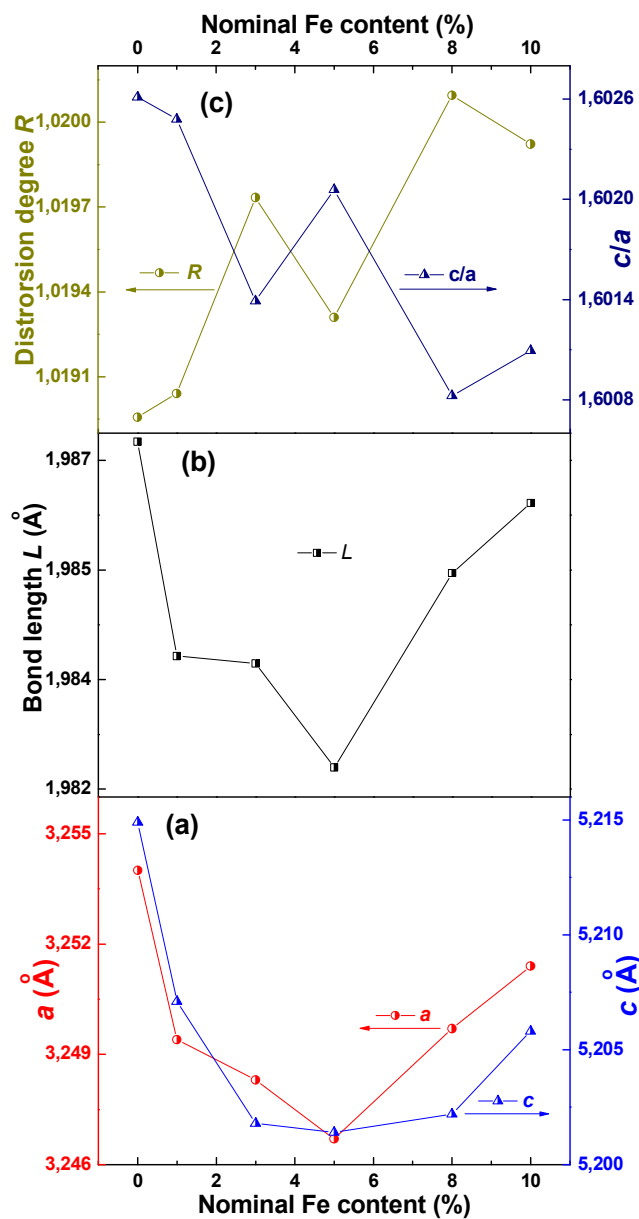 Nominal Fe content (%)
0 2 4 6 8 10
(c)
Distrorsion degree R
1,0200
1,0197
1,0194
1,0191
R
c/a
1,6026
1,6020
1,6014
1,6008
c/a
(b)
Bond length L (Å)
1,987
1,985
1,984
1,982
L
(a)
a (Å)
3,255
3,252
3,249
3,246
a
c
5,215
5,210
5,205
5,200
c (Å)
0 2 4 6 8 10
Nominal Fe content (%)